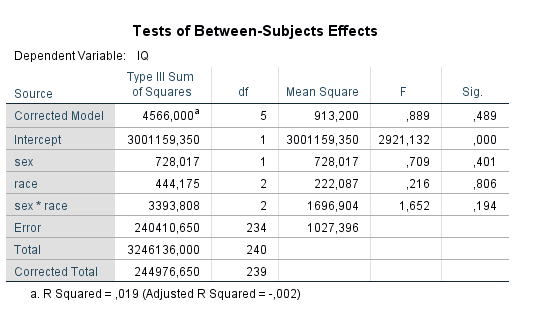 Tests of Between-Subjects Effects
Dependent Variable: IQ
Source Type III Sum of Squares df Mean Square F Sig.
Corrected Model 4566,000a 5 913,200 ,889 ,489
Intercept 3001159,350 1 3001159,350 2921,132 ,000
sex 728,017 1 728,017 ,709 ,401
race 444,175 2 222,087 ,216 ,806
sex * race 3393,808 2 1696,904 1,652 ,194
Error 240410,650 234 1027,396
Total 3246136,000 240
Corrected Total 244976,650 239
a. R Squared = ,019 (Adjusted R Squared = -,002)